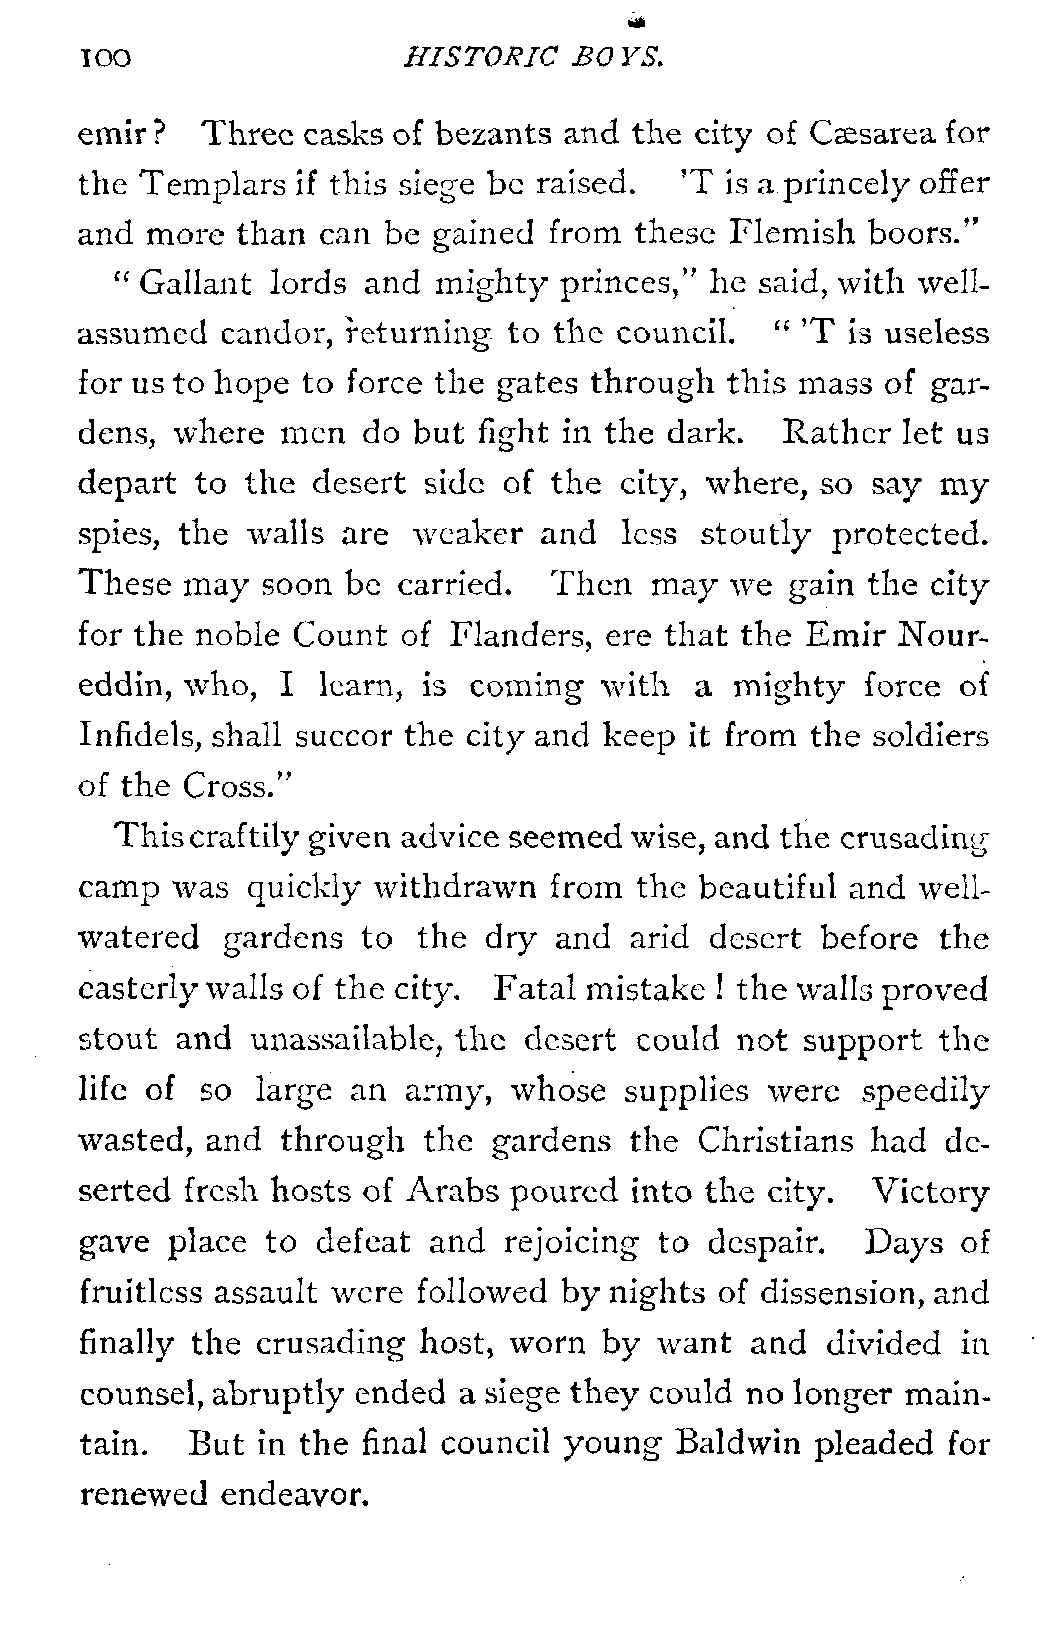 100 HISTORIC BOYS.
emir? Three casks of bezants and the city of Cæsarea for
the Templars if this siege be raised. 'T is a princely offer
and more than can be gained from these Flemish boors."
" Gallant lords and mighty princes," he said, with well-
assumed candor, returning to the council. " 'T is useless
for us to hope to force the gates through this mass of gar-
dens, where men do but fight in the dark. Rather let us
depart to the desert side of the city, where, so say my
spies, the walls are weaker and less stoutly protected.
These may soon be carried. Then may we gain the city
for the noble Count of Flanders, ere that the Emir Nour-
eddin, who, I learn, is coming with a mighty force of
Infidels, shall succor the city and keep it from the soldiers
of the Cross."
This craftily given advice seemed wise, and the crusading
camp was quickly withdrawn from the beautiful and well-
watered gardens to the dry and arid desert before the
easterly walls of the city. Fatal mistake ! the walls proved
stout and unassailable, the desert could not support the
life of so large an army, whose supplies were speedily
wasted, and through the gardens the Christians had de-
serted fresh hosts of Arabs poured into the city. Victory
gave place to defeat and rejoicing to despair. Days of
fruitless assault were followed by nights of dissension, and
finally the crusading host, worn by want and divided in
counsel, abruptly ended a siege they could no longer main-
tain. But in the final council young Baldwin pleaded for
renewed endeavor.